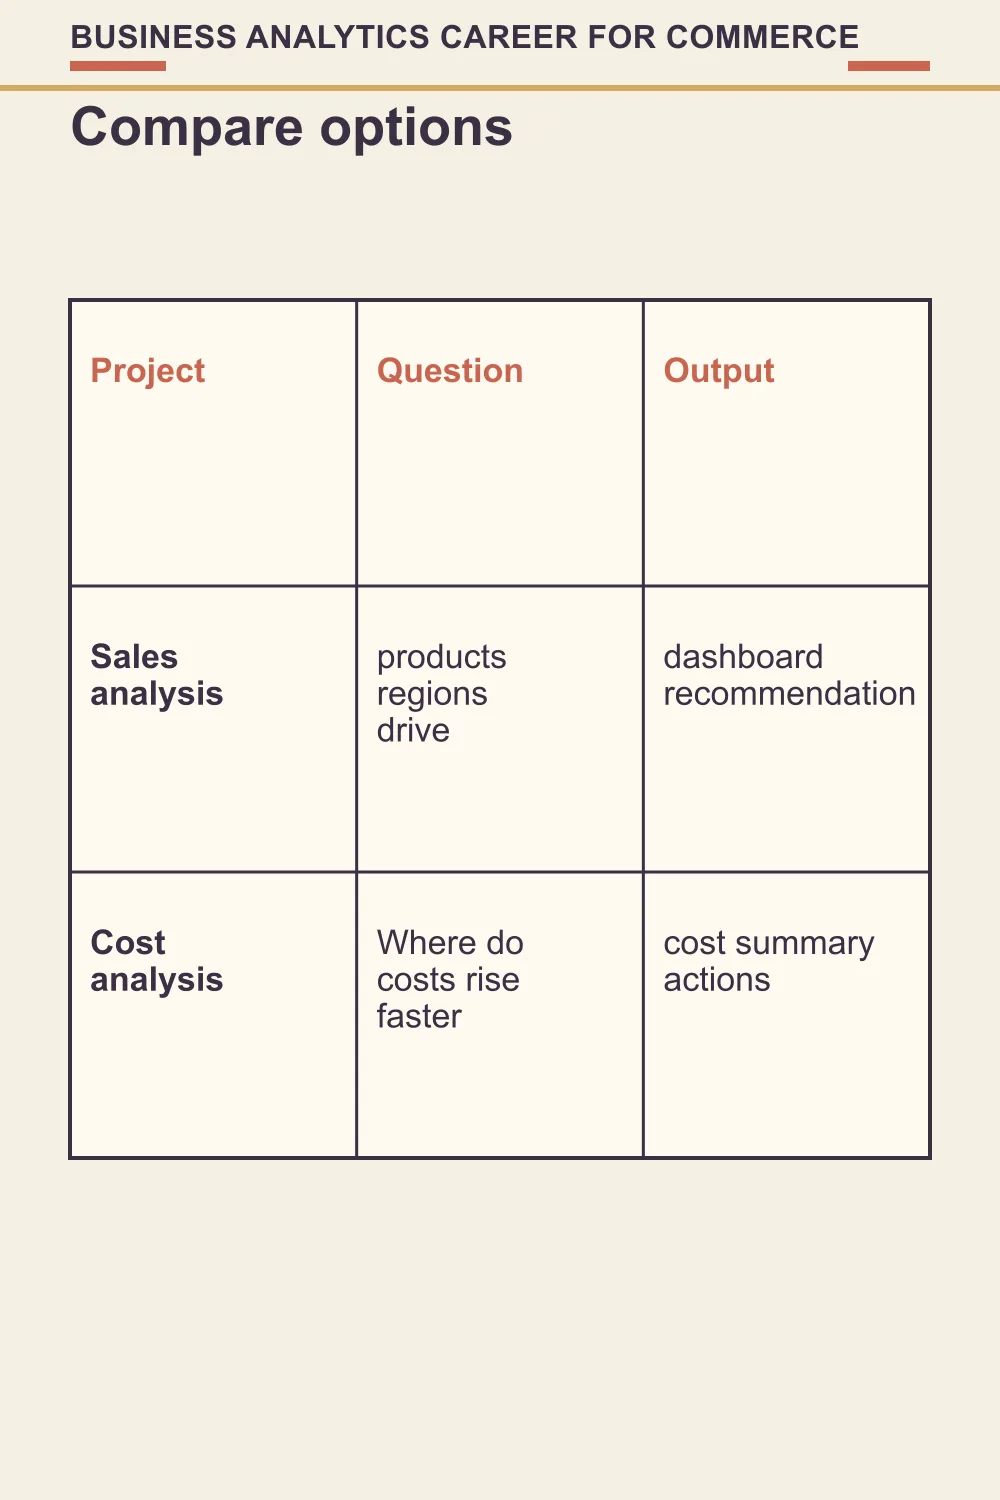 BUSINESS ANALYTICS CAREER FOR COMMERCE
Compare options
Project
Question
Output
Sales
analysis
products
regions
drive
dashboard
recommendation
Cost
analysis
Where do
costs rise
faster
cost summary
actions